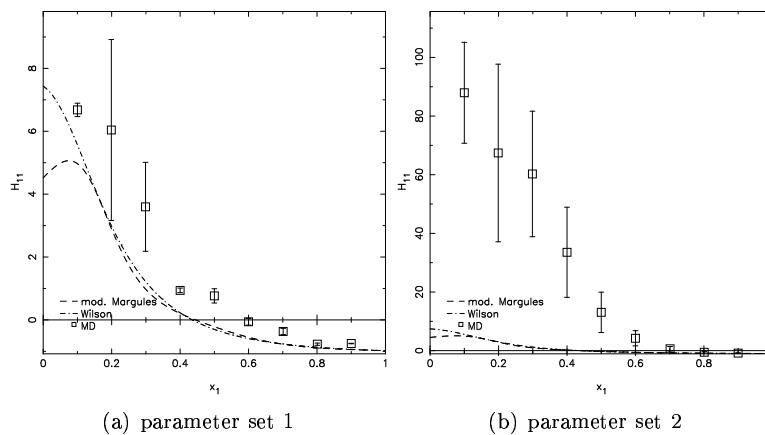 8
6
4
2
0
H11
mod. Margules
Wilson
MD
0 0.2 0.4 0.6 0.8 1
x1
(a) parameter set 1
100
80
60
40
20
0
H11
mod. Margules
Wilson
MD
0 0.2 0.4 0.6 0.8
x1
(b) parameter set 2